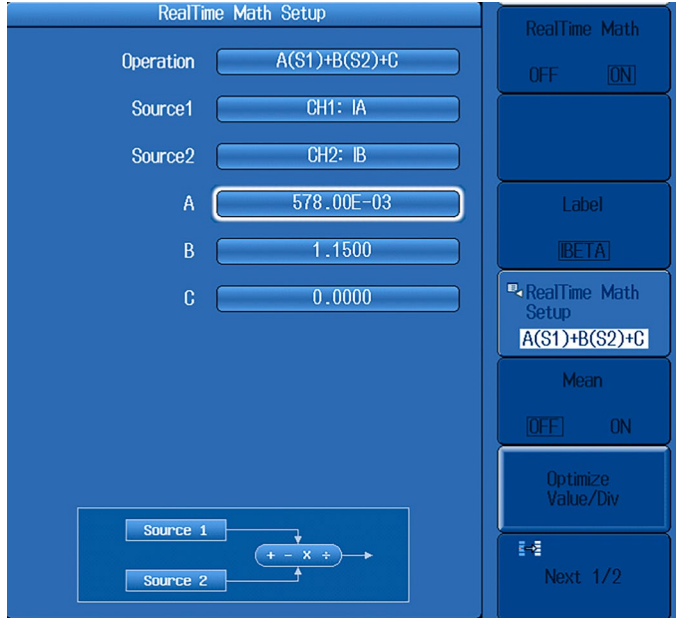 RealTime Math Setup
Operation A(S1)+B(S2)+C
Source1 CH1: IA
Source2 CH2: IB
A 578.00E-03
B 1.1500
C 0.0000
Source 1
+ - x ÷
Source 2
RealTime Math
OFF ON
Label
IBETA
RealTime Math
Setup
A(S1)+B(S2)+C
Mean
OFF ON
Optimize
Value/Div
Next 1/2